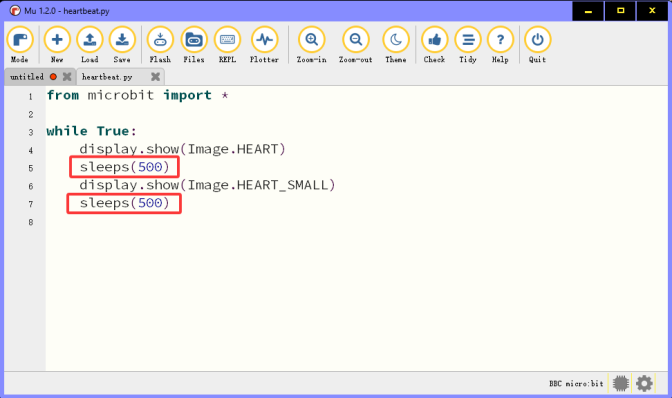 Mu 1.2.0 - heartbeat.py
Mode New Load Save Flash Files REPL Plotter Zoom-in Zoom-out Theme Check Tidy Help Quit
untitled heartbeat.py
1 from microbit import *
2
3 while True:
4 display.show(Image.HEART)
5 sleeps(500)
6 display.show(Image.HEART_SMALL)
7 sleeps(500)
8
BBC micro:bit